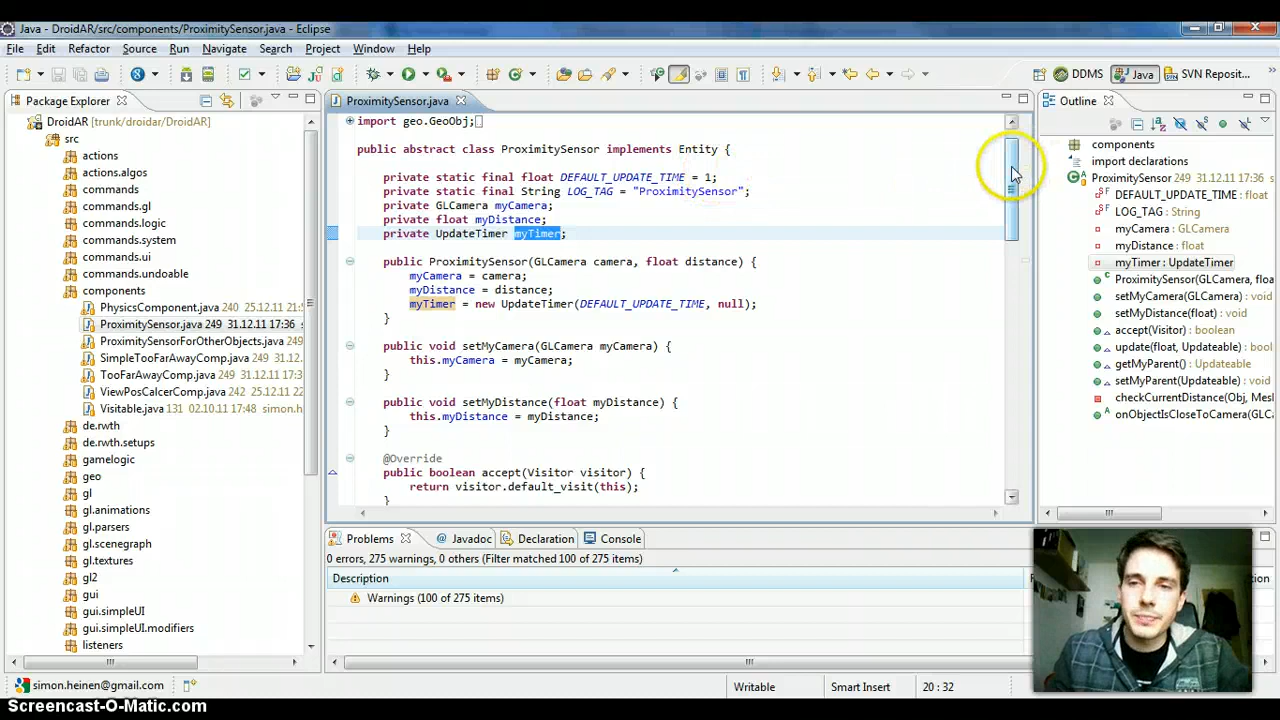 Java - DroidAR/src/components/ProximitySensor.java - Eclipse
File Edit Refactor Source Run Navigate Search Project Window Help
DDMS Java SVN Reposit...
Package Explorer
DroidAR [trunk/droidar/DroidAR]
src
actions
actions.algos
commands
commands.gl
commands.logic
commands.system
commands.ui
commands.undoable
components
PhysicsComponent.java 240 25.12.11 21:5
ProximitySensor.java 249 31.12.11 17:36
ProximitySensorForOtherObjects.java
SimpleTooFarAwayComp.java 249 31.12
TooFarAwayComp.java 249 31.12.11 17:3
ViewPosCalcerComp.java 242 25.12.11 22
Visitable.java 131 02.10.11 17:48 simon.h
de.rwth
de.rwth.setups
gamelogic
geo
gl
gl.animations
gl.parsers
gl.scenegraph
gl.textures
gl2
gui
gui.simpleUI
gui.simpleUI.modifiers
listeners
ProximitySensor.java
import geo.GeoObj;
public abstract class ProximitySensor implements Entity {
private static final float DEFAULT_UPDATE_TIME = 1;
private static final String LOG_TAG = "ProximitySensor";
private GLCamera myCamera;
private float myDistance;
private UpdateTimer myTimer;
public ProximitySensor(GLCamera camera, float distance) {
myCamera = camera;
myDistance = distance;
myTimer = new UpdateTimer(DEFAULT_UPDATE_TIME, null);
}
public void setMyCamera(GLCamera myCamera) {
this.myCamera = myCamera;
}
public void setMyDistance(float myDistance) {
this.myDistance = myDistance;
}
@Override
public boolean accept(Visitor visitor) {
return visitor.default_visit(this);
}
Outline
components
import declarations
ProximitySensor 249 31.12.11 17:36 s
DEFAULT_UPDATE_TIME : float
LOG_TAG : String
myCamera : GLCamera
myDistance : float
myTimer : UpdateTimer
ProximitySensor(GLCamera, float)
setMyCamera(GLCamera) : void
setMyDistance(float) : void
accept(Visitor) : boolean
update(float, Updateable) : boole
getMyParent() : Updateable
setMyParent(Updateable) : void
checkCurrentDistance(Obj, Mes
onObjectIsCloseToCamera(GLCa
Problems Javadoc Declaration Console
0 errors, 275 warnings, 0 others (Filter matched 100 of 275 items)
Description
Warnings (100 of 275 items)
simon.heinen@gmail.com
Writable Smart Insert 20 : 32
Screencast-O-Matic.com